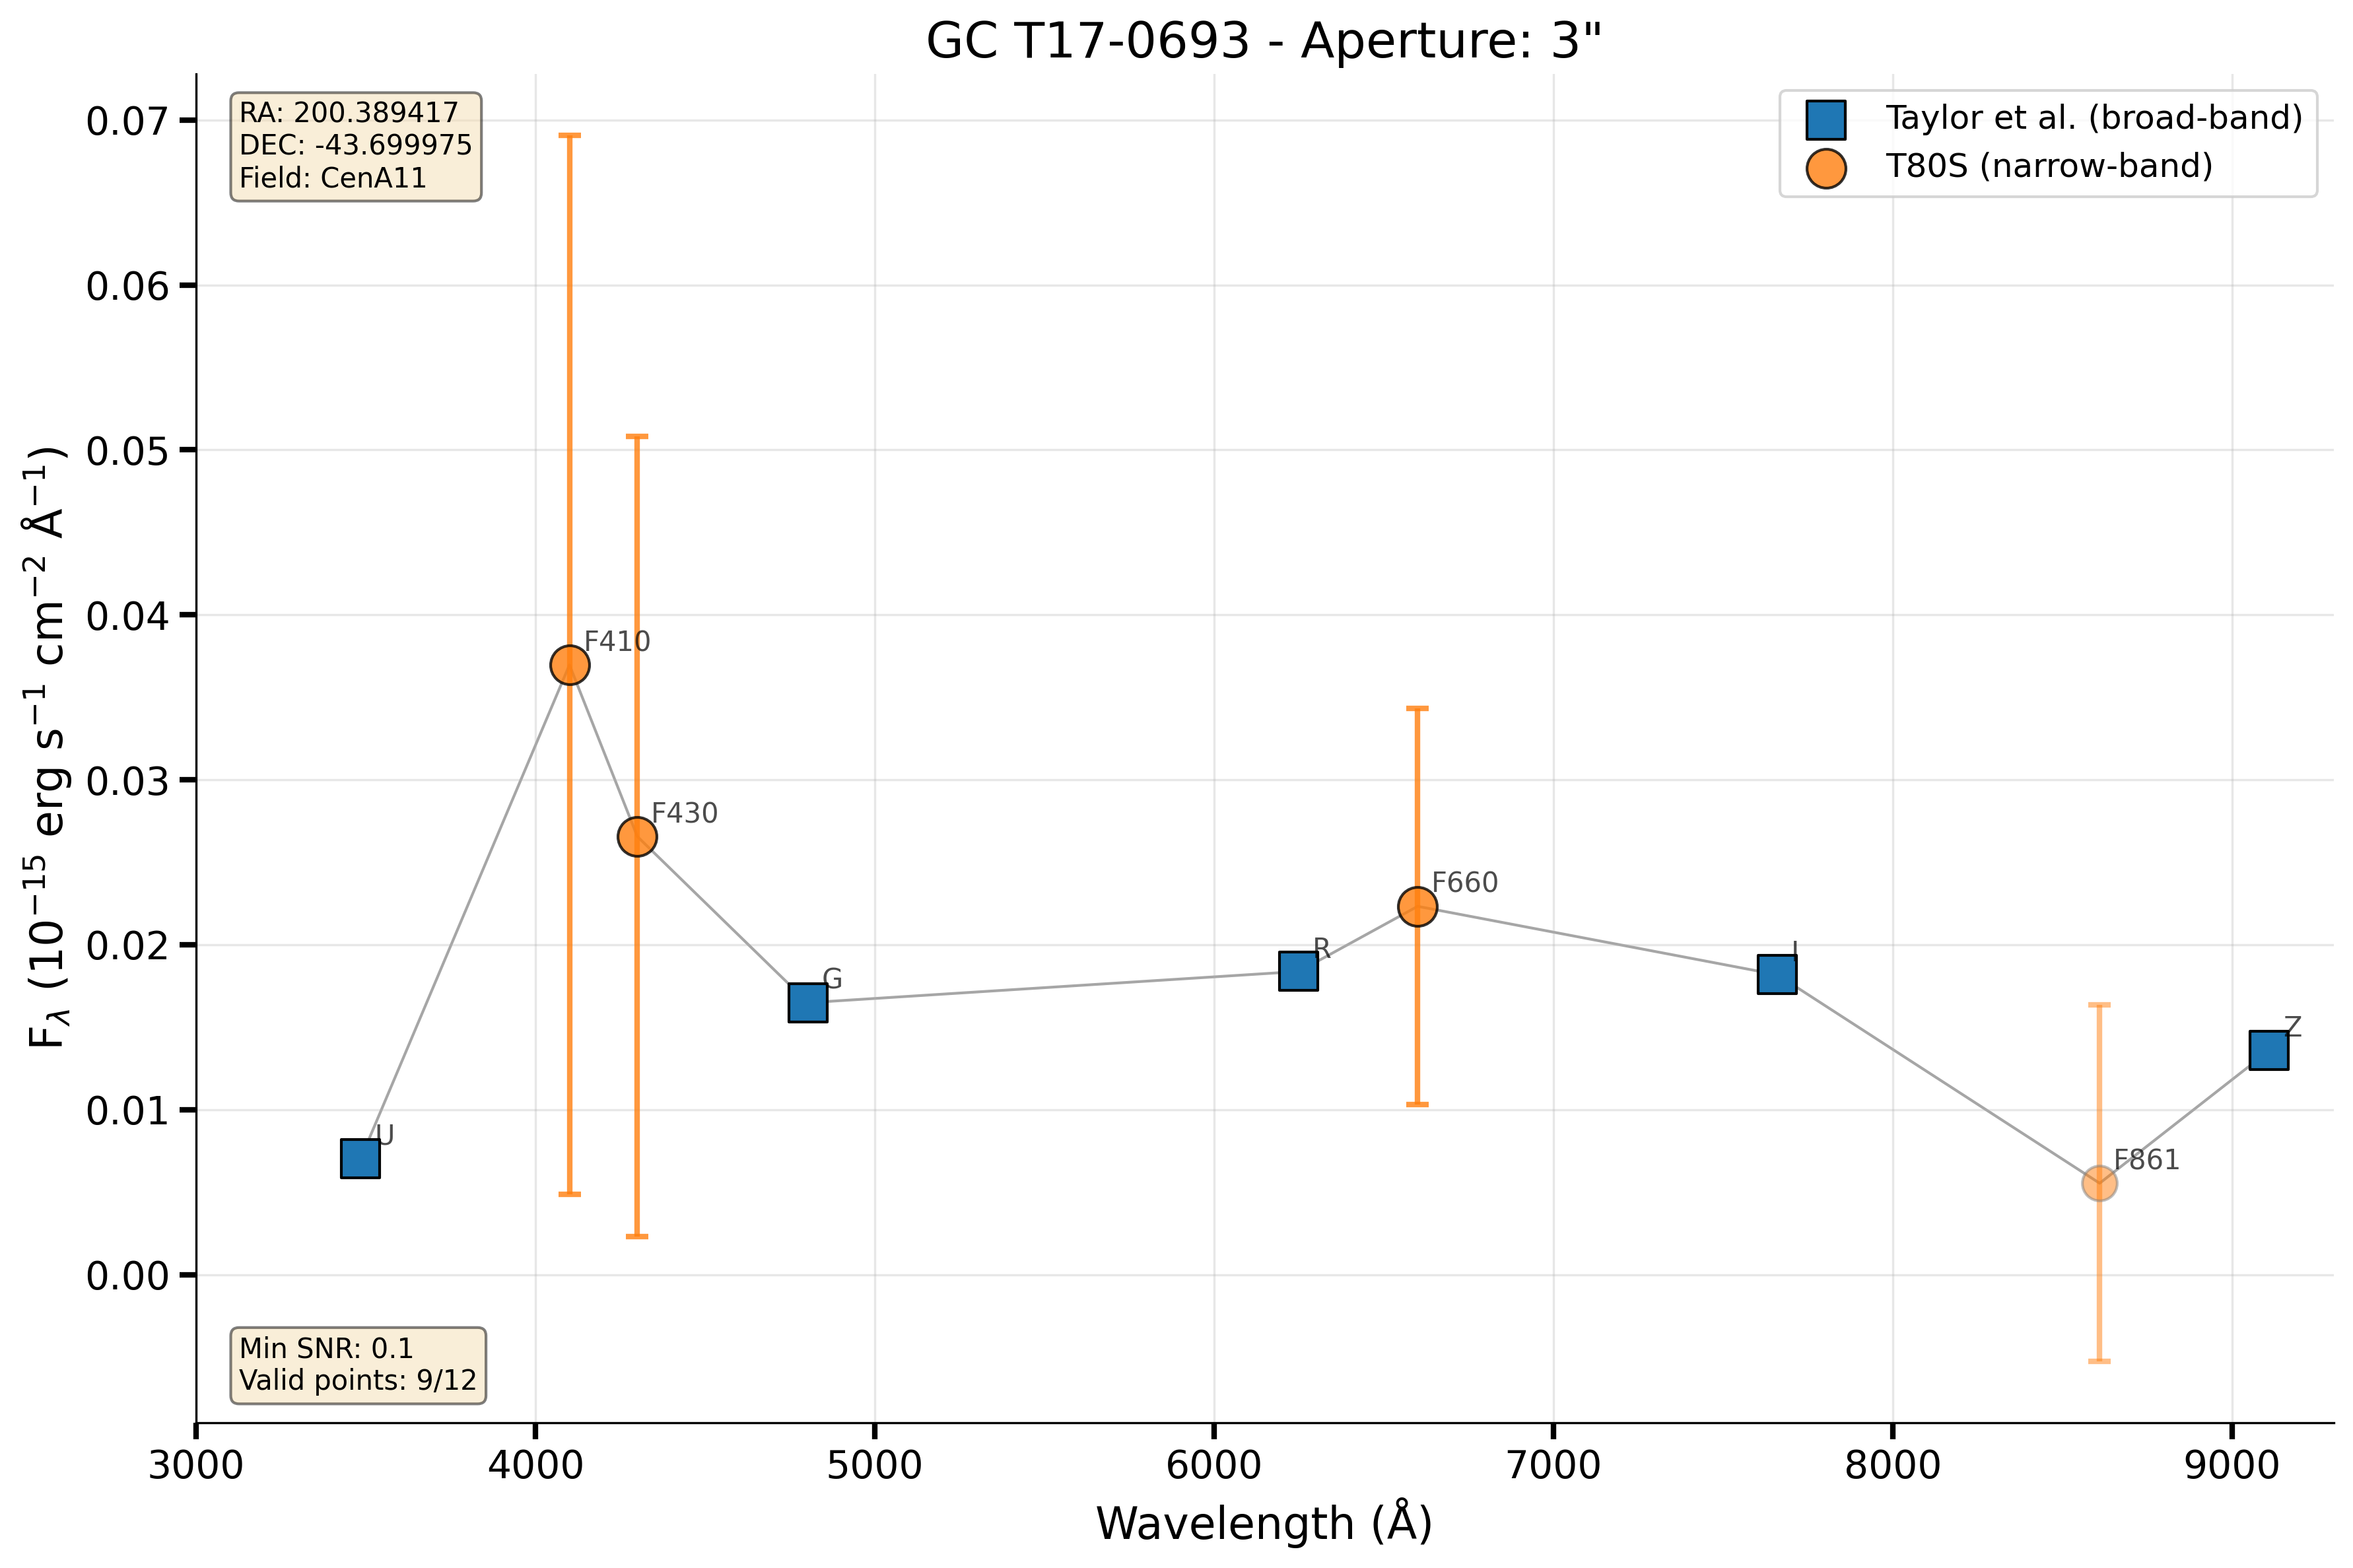 GC T17-0693 - Aperture: 3"
RA: 200.389417
DEC: -43.699975
Field: CenA11
Taylor et al. (broad-band)
T80S (narrow-band)
0.07
0.06
0.05
0.04
0.03
0.02
0.01
0.00
F_λ (10⁻¹⁵ erg s⁻¹ cm⁻² Å⁻¹)
U
F410
F430
G
R
F660
I
F861
Z
Min SNR: 0.1
Valid points: 9/12
3000 4000 5000 6000 7000 8000 9000
Wavelength (Å)